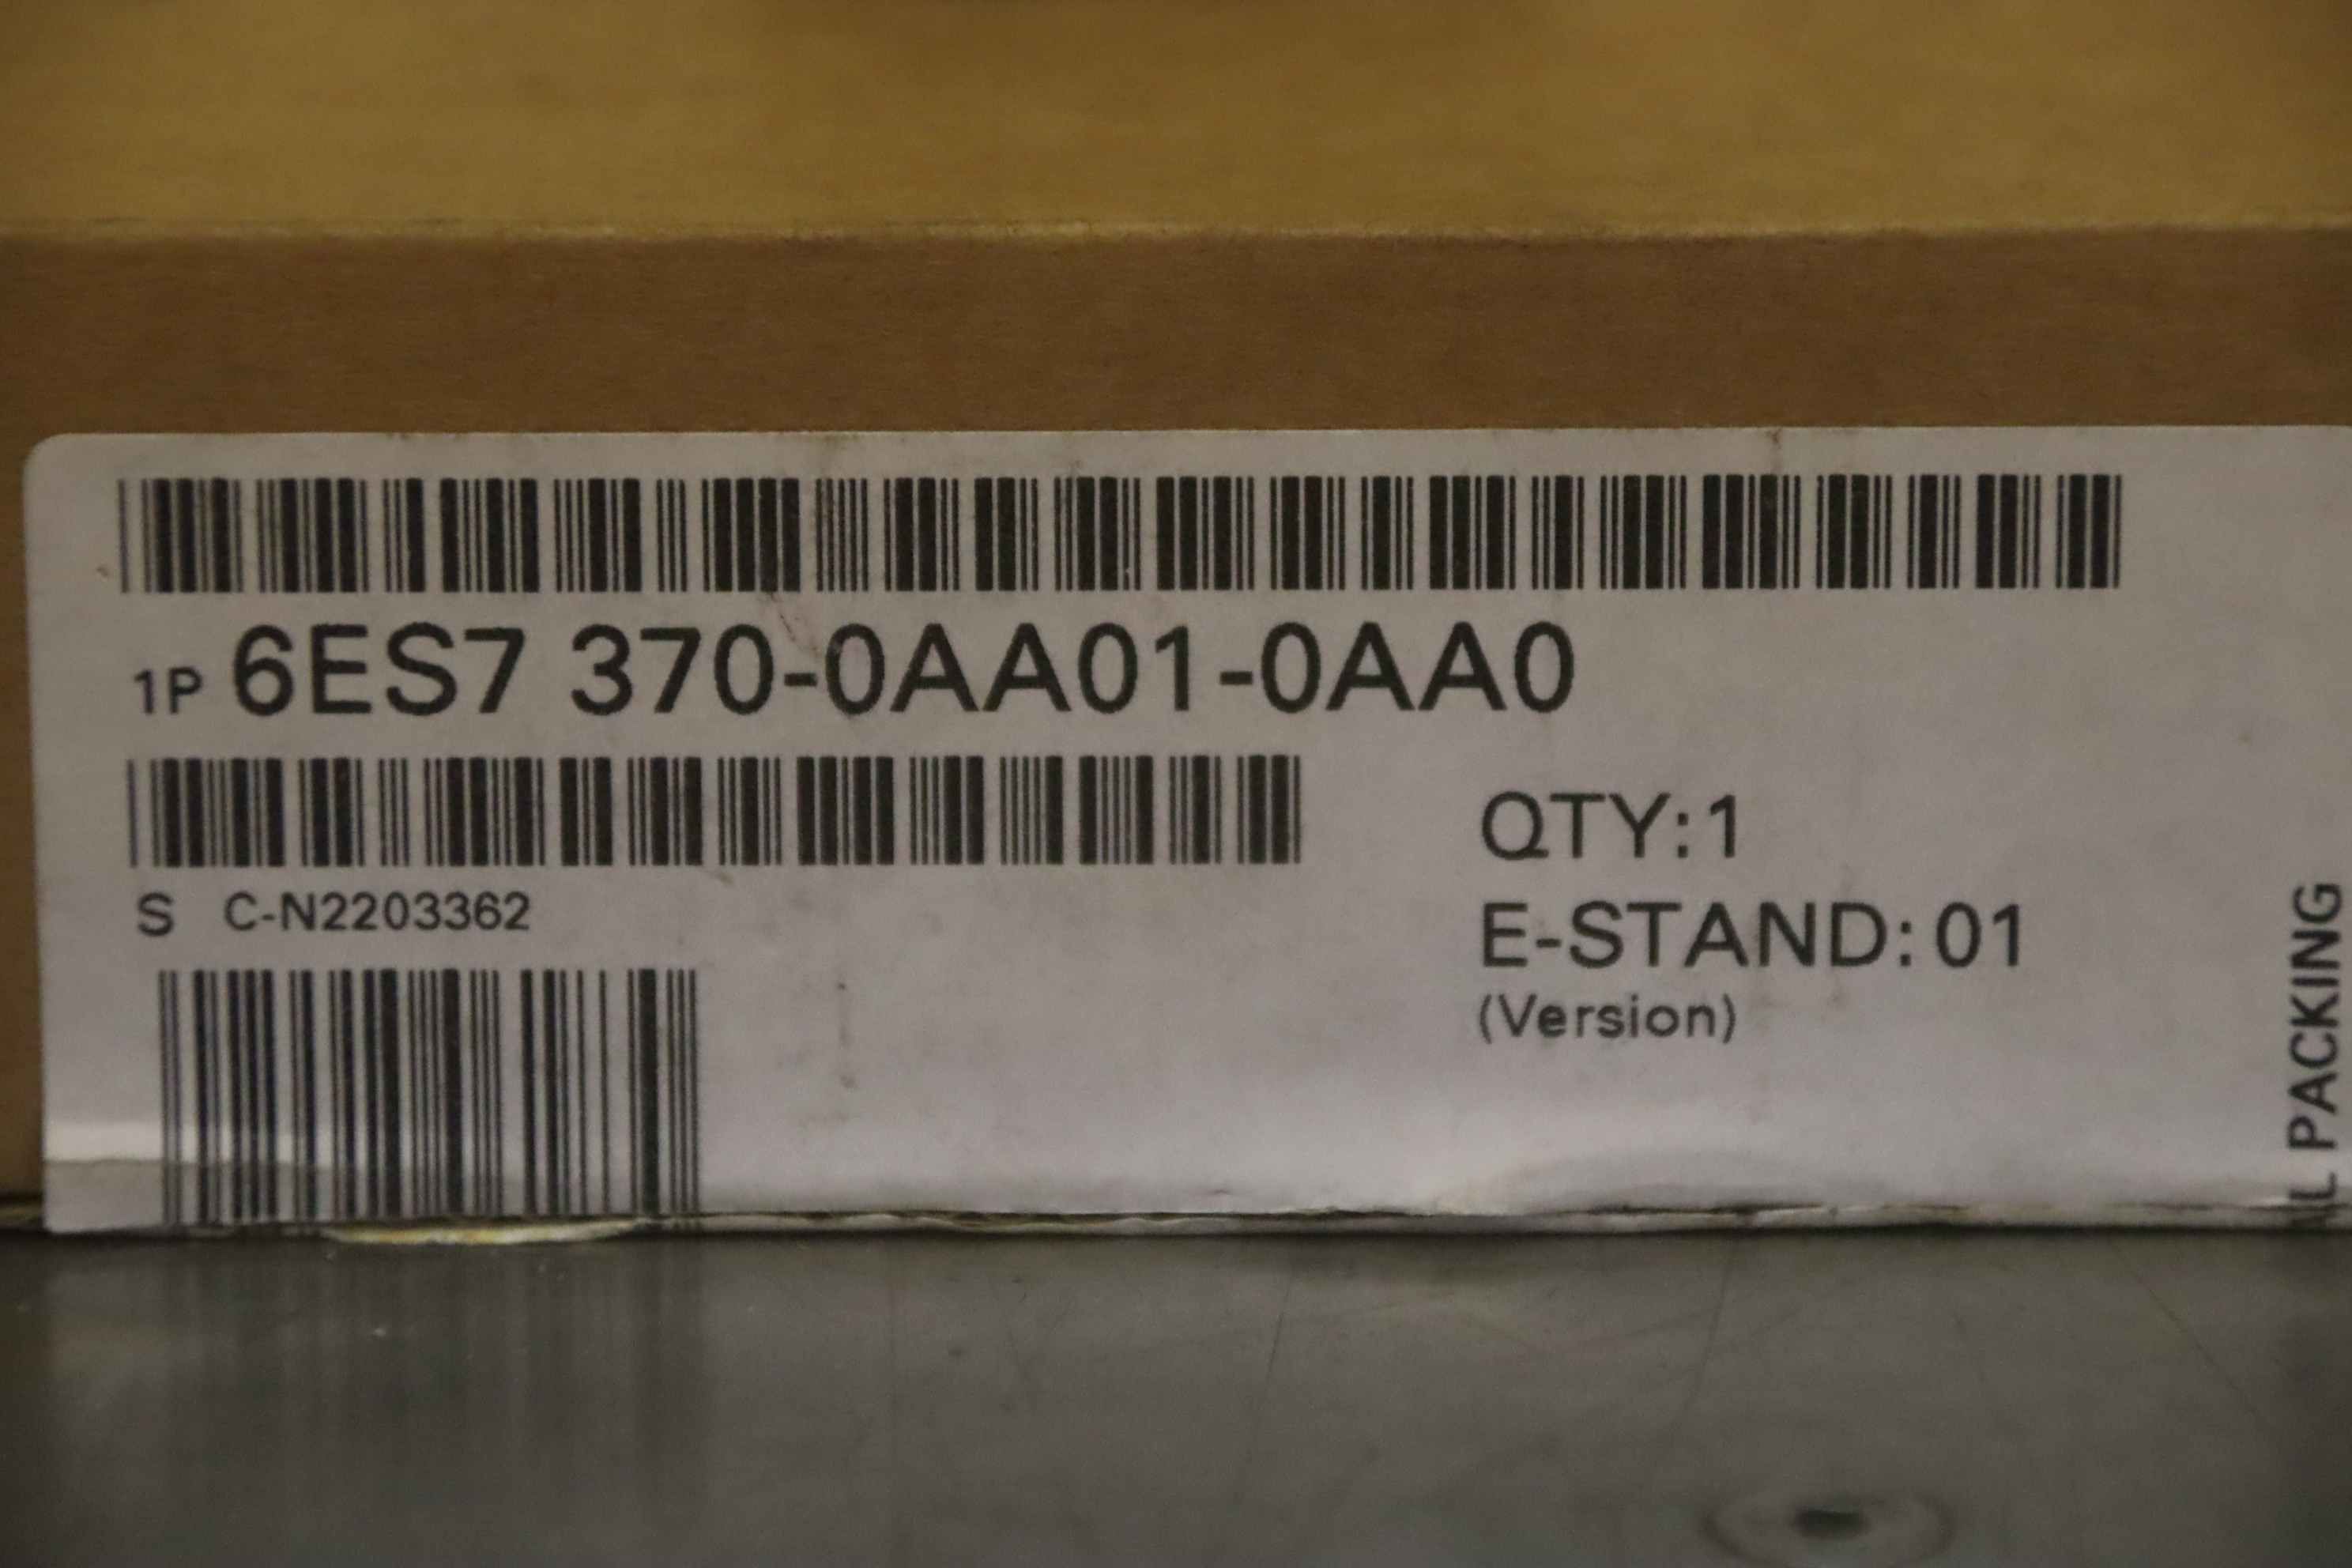 1P 6ES7 370-0AA01-0AA0
S C-N2203362
QTY:1
E-STAND:01
(Version)
PACKING